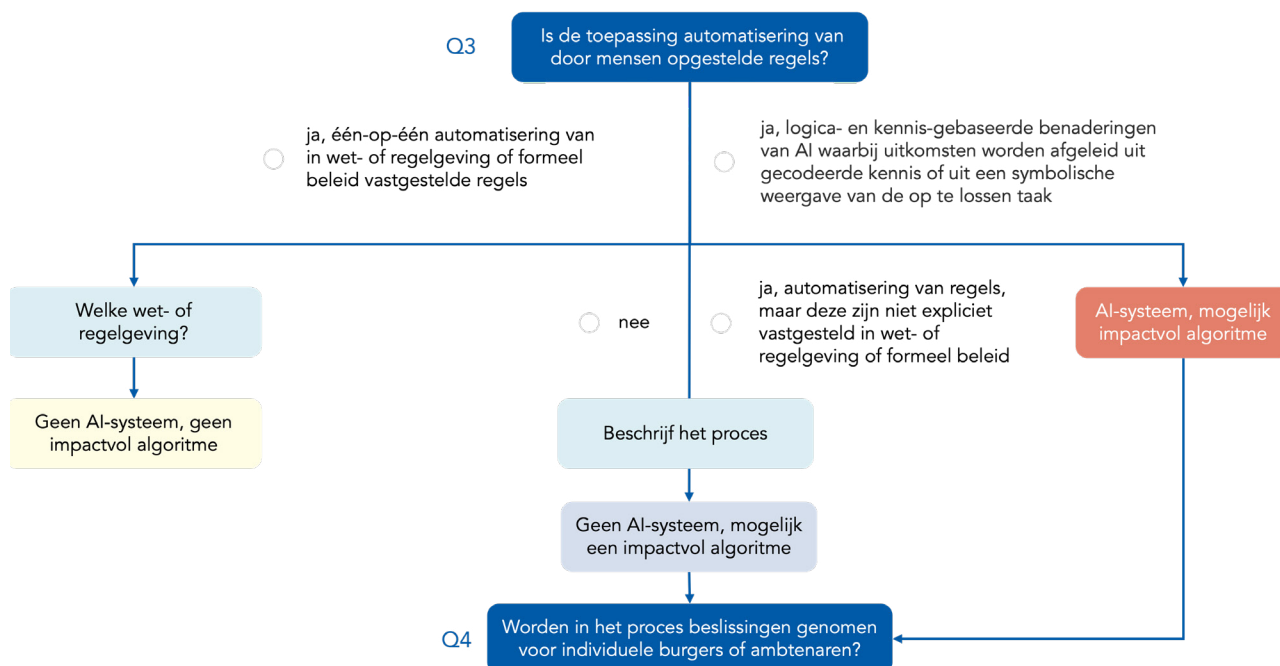 Q3
Is de toepassing automatisering van
door mensen opgestelde regels?
ja, één-op-één automatisering van
in wet- of regelgeving of formeel
beleid vastgestelde regels
ja, logica- en kennis-gebaseerde benaderingen
van AI waarbij uitkomsten worden afgeleid uit
gecodeerde kennis of uit een symbolische
weergave van de op te lossen taak
Welke wet- of
regelgeving?
nee
ja, automatisering van regels,
maar deze zijn niet expliciet
vastgesteld in wet- of
regelgeving of formeel beleid
AI-systeem, mogelijk
impactvol algoritme
Geen AI-systeem, geen
impactvol algoritme
Beschrijf het proces
Geen AI-systeem, mogelijk
een impactvol algoritme
Q4
Worden in het proces beslissingen genomen
voor individuele burgers of ambtenaren?